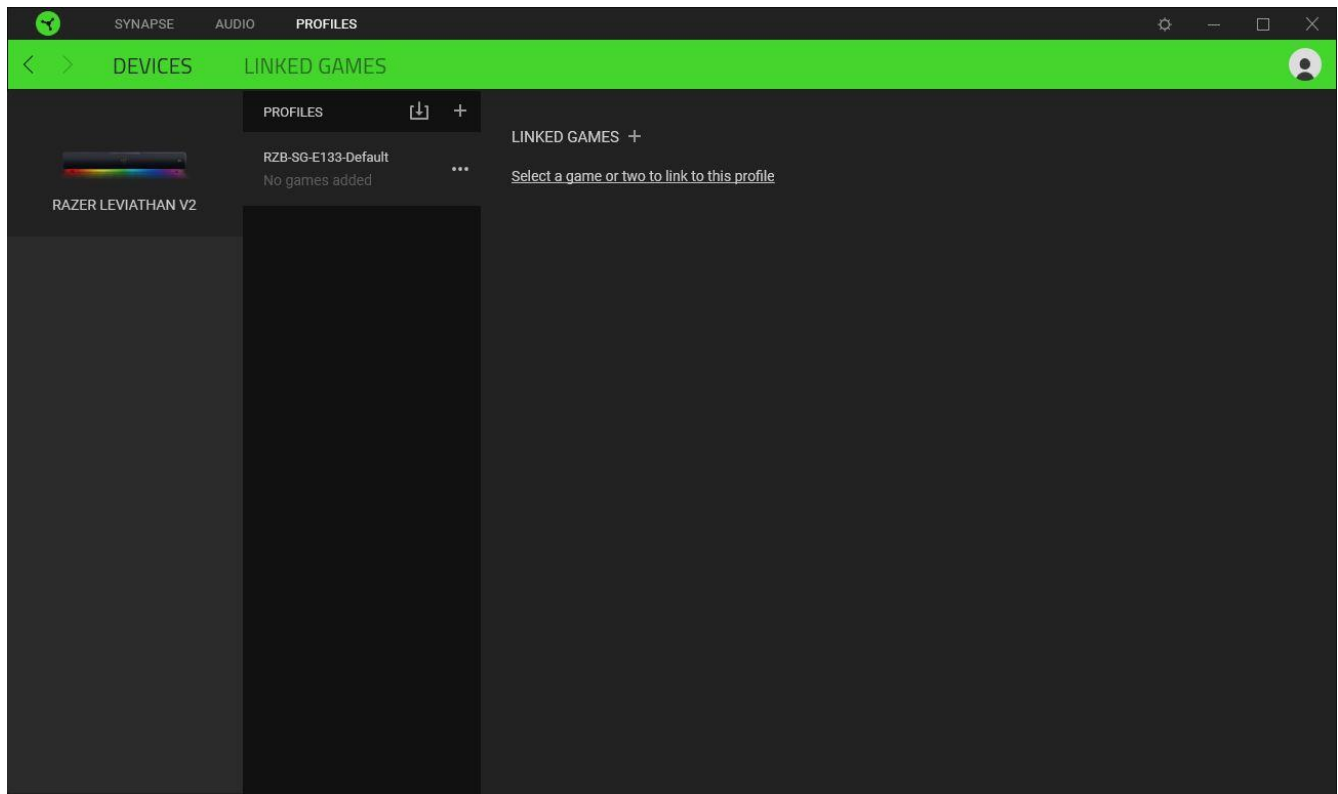 SYNAPSE AUDIO PROFILES
DEVICES LINKED GAMES
RAZER LEVIATHAN V2
PROFILES
RZB-SG-E133-Default
No games added
LINKED GAMES +
Select a game or two to link to this profile